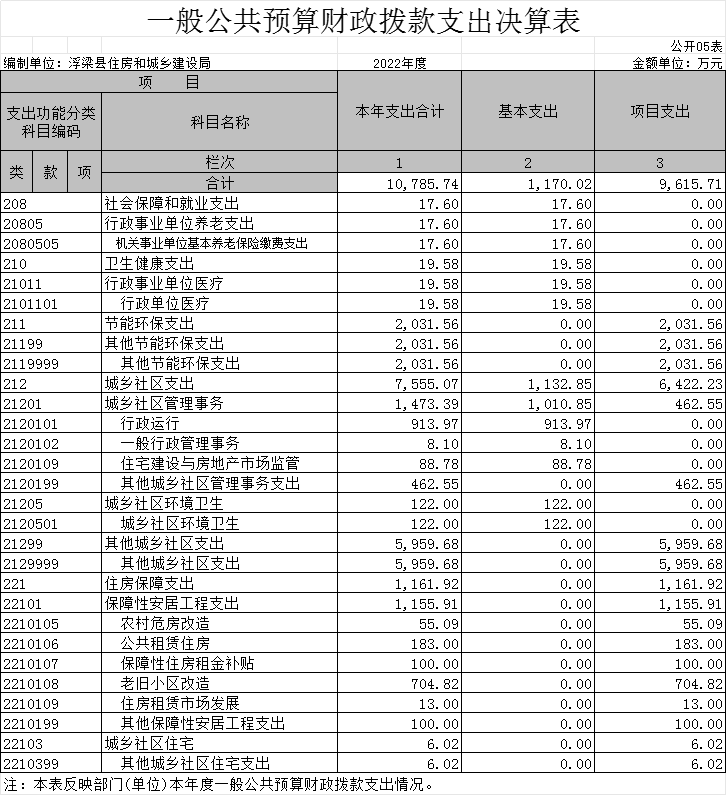 一般公共预算财政拨款支出决算表
公开05表
编制单位：浮梁县住房和城乡建设局 2022年度 金额单位：万元
项 目 本年支出合计 基本支出 项目支出
支出功能分类科目编码 科目名称
类 款 项 栏次 1 2 3
合计 10,785.74 1,170.02 9,615.71
208 社会保障和就业支出 17.60 17.60 0.00
20805 行政事业单位养老支出 17.60 17.60 0.00
2080505 机关事业单位基本养老保险缴费支出 17.60 17.60 0.00
210 卫生健康支出 19.58 19.58 0.00
21011 行政事业单位医疗 19.58 19.58 0.00
2101101 行政单位医疗 19.58 19.58 0.00
211 节能环保支出 2,031.56 0.00 2,031.56
21199 其他节能环保支出 2,031.56 0.00 2,031.56
2119999 其他节能环保支出 2,031.56 0.00 2,031.56
212 城乡社区支出 7,555.07 1,132.85 6,422.23
21201 城乡社区管理事务 1,473.39 1,010.85 462.55
2120101 行政运行 913.97 913.97 0.00
2120102 一般行政管理事务 8.10 8.10 0.00
2120109 住宅建设与房地产市场监管 88.78 88.78 0.00
2120199 其他城乡社区管理事务支出 462.55 0.00 462.55
21205 城乡社区环境卫生 122.00 122.00 0.00
2120501 城乡社区环境卫生 122.00 122.00 0.00
21299 其他城乡社区支出 5,959.68 0.00 5,959.68
2129999 其他城乡社区支出 5,959.68 0.00 5,959.68
221 住房保障支出 1,161.92 0.00 1,161.92
22101 保障性安居工程支出 1,155.91 0.00 1,155.91
2210105 农村危房改造 55.09 0.00 55.09
2210106 公共租赁住房 183.00 0.00 183.00
2210107 保障性住房租金补贴 100.00 0.00 100.00
2210108 老旧小区改造 704.82 0.00 704.82
2210109 住房租赁市场发展 13.00 0.00 13.00
2210199 其他保障性安居工程支出 100.00 0.00 100.00
22103 城乡社区住宅 6.02 0.00 6.02
2210399 其他城乡社区住宅支出 6.02 0.00 6.02
注：本表反映部门(单位)本年度一般公共预算财政拨款支出情况。